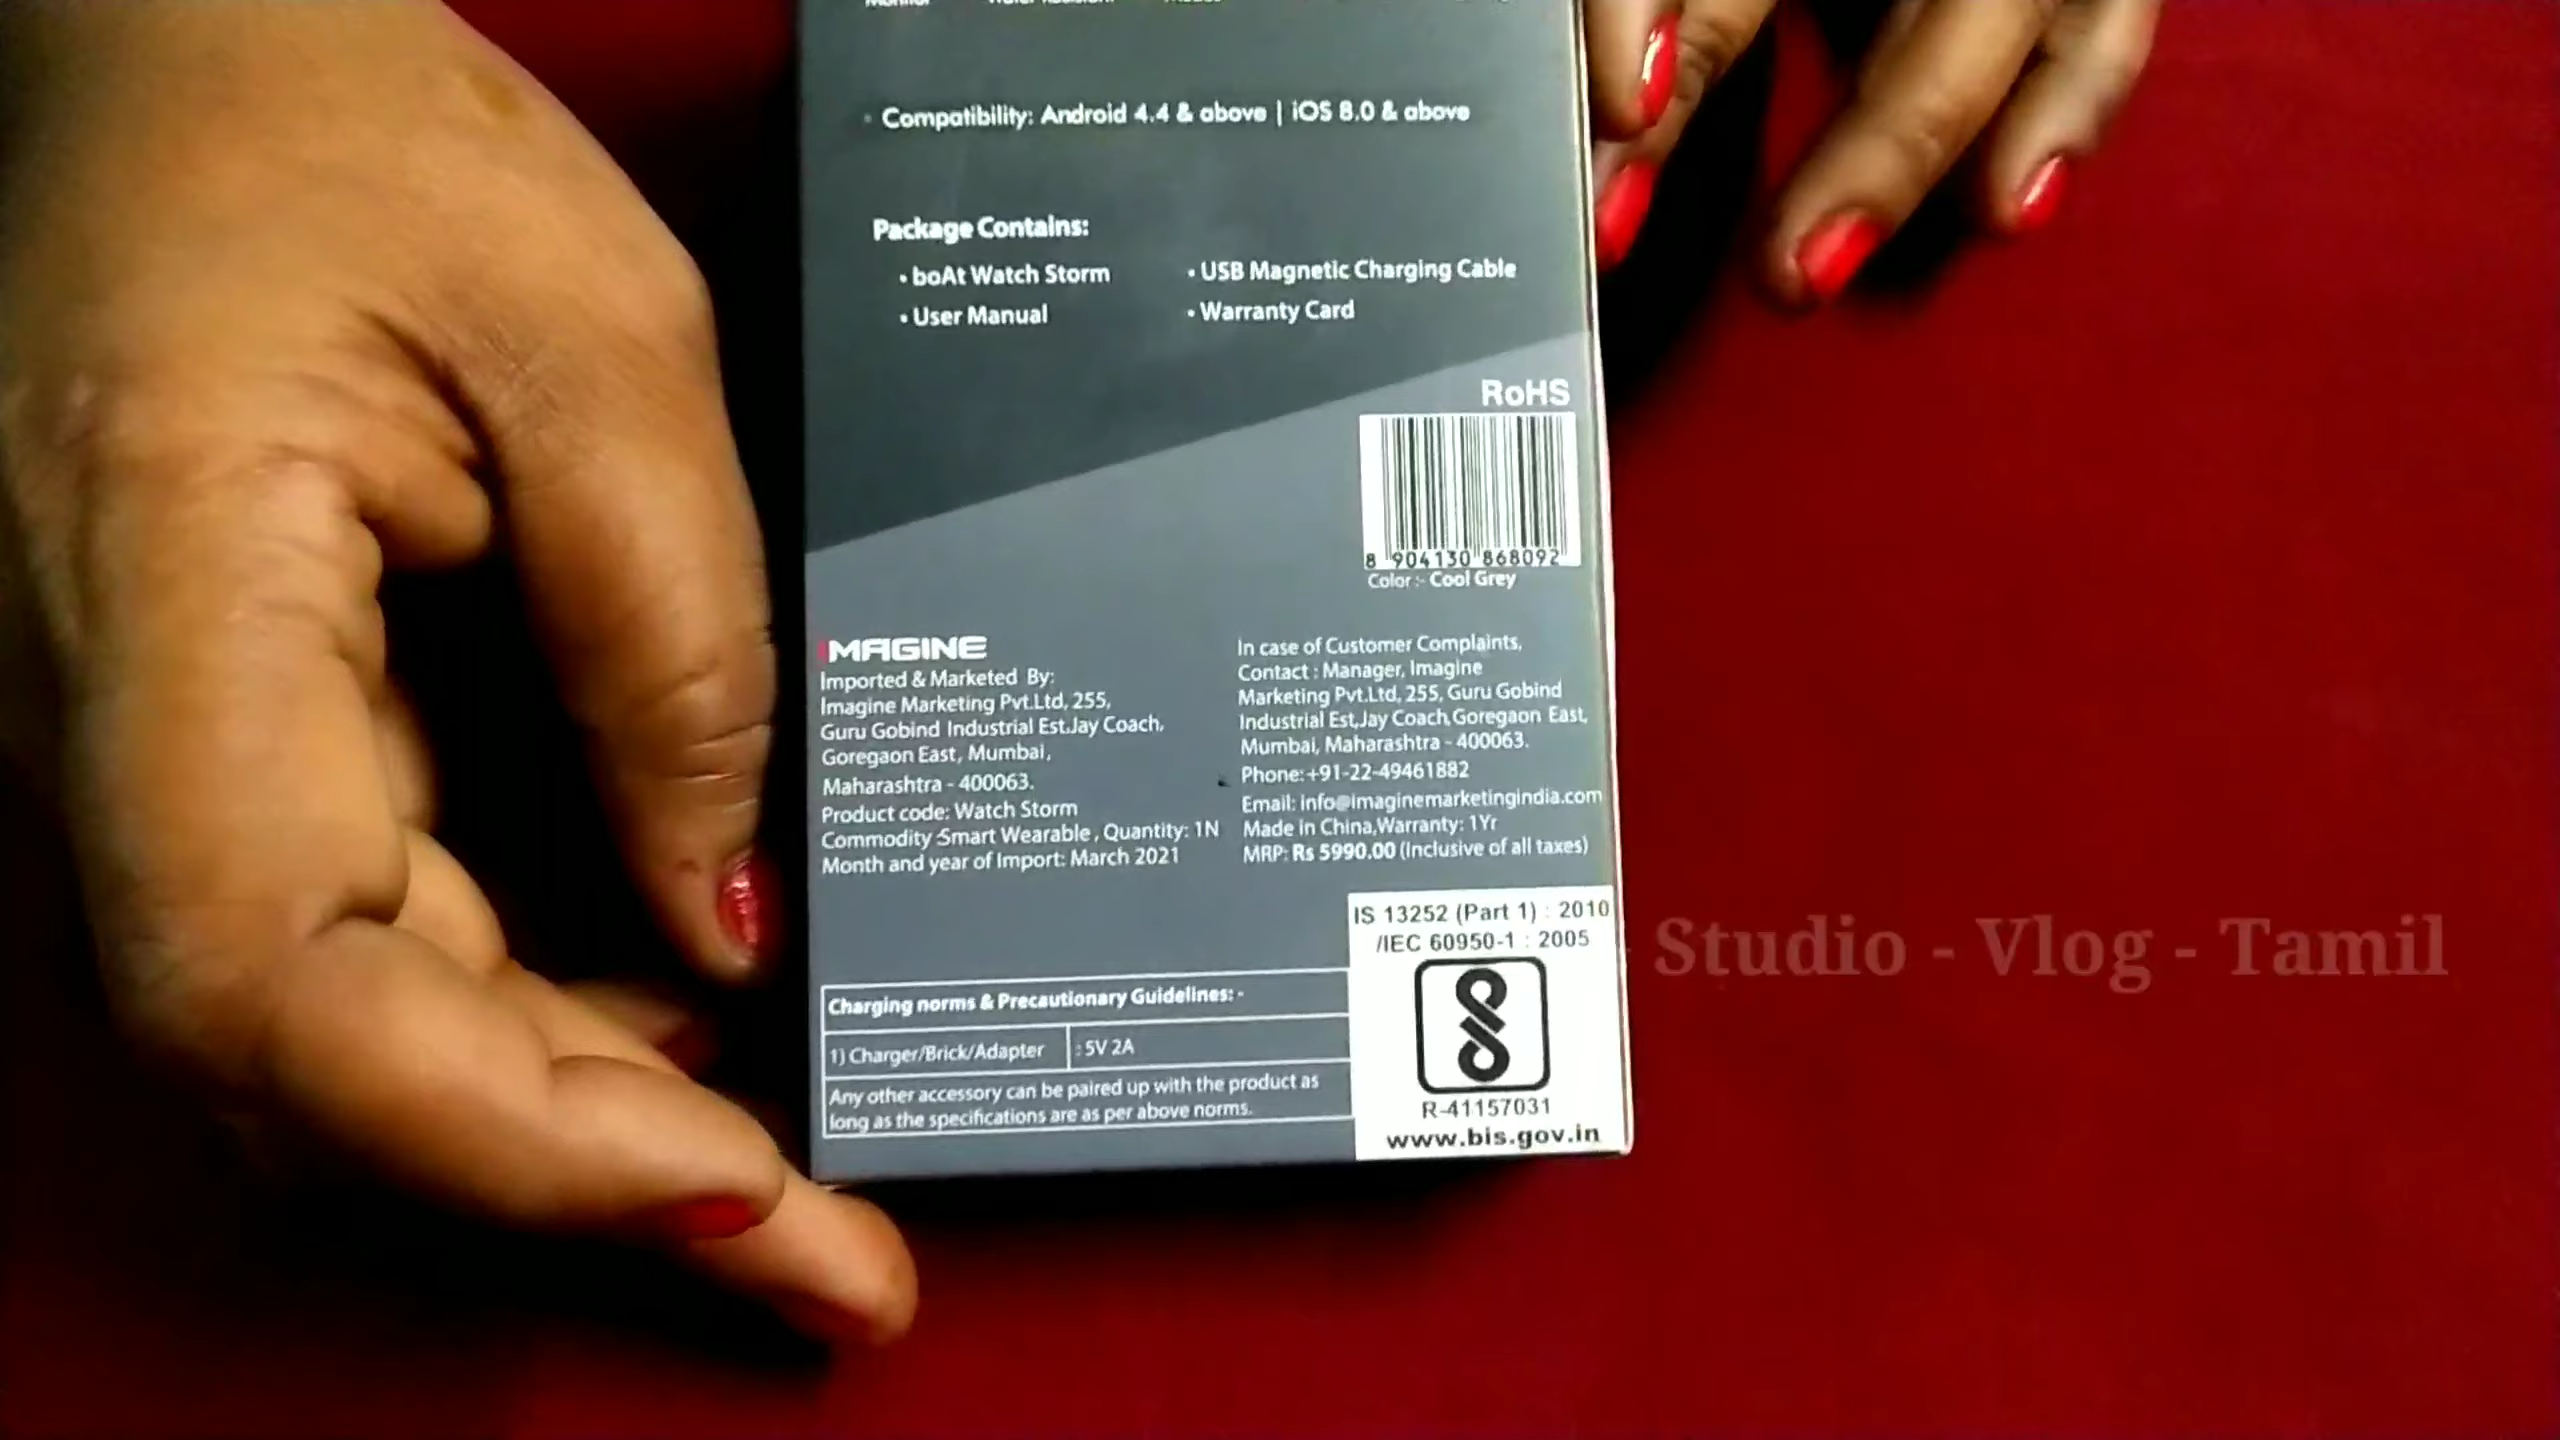 • Compatibility: Android 4.4 & above | iOS 8.0 & above
Package Contains:
• boAt Watch Storm
• USB Magnetic Charging Cable
• User Manual
• Warranty Card
RoHS
8 904130 868092
Color:- Cool Grey
IMAGINE
Imported & Marketed By:
Imagine Marketing Pvt.Ltd, 255,
Guru Gobind Industrial Est.Jay Coach,
Goregaon East, Mumbai,
Maharashtra - 400063.
Product code: Watch Storm
Commodity :Smart Wearable , Quantity: 1N
Month and year of Import: March 2021
In case of Customer Complaints,
Contact : Manager, Imagine
Marketing Pvt.Ltd, 255, Guru Gobind
Industrial Est,Jay Coach,Goregaon East,
Mumbai, Maharashtra - 400063.
Phone:+91-22-49461882
Email: info@imaginemarketingindia.com
Made in China,Warranty: 1Yr
MRP: Rs 5990.00 (Inclusive of all taxes)
IS 13252 (Part 1) : 2010
/IEC 60950-1 : 2005
R-41157031
www.bis.gov.in
Charging norms & Precautionary Guidelines: -
1) Charger/Brick/Adapter : 5V 2A
Any other accessory can be paired up with the product as
long as the specifications are as per above norms.
Studio - Vlog - Tamil